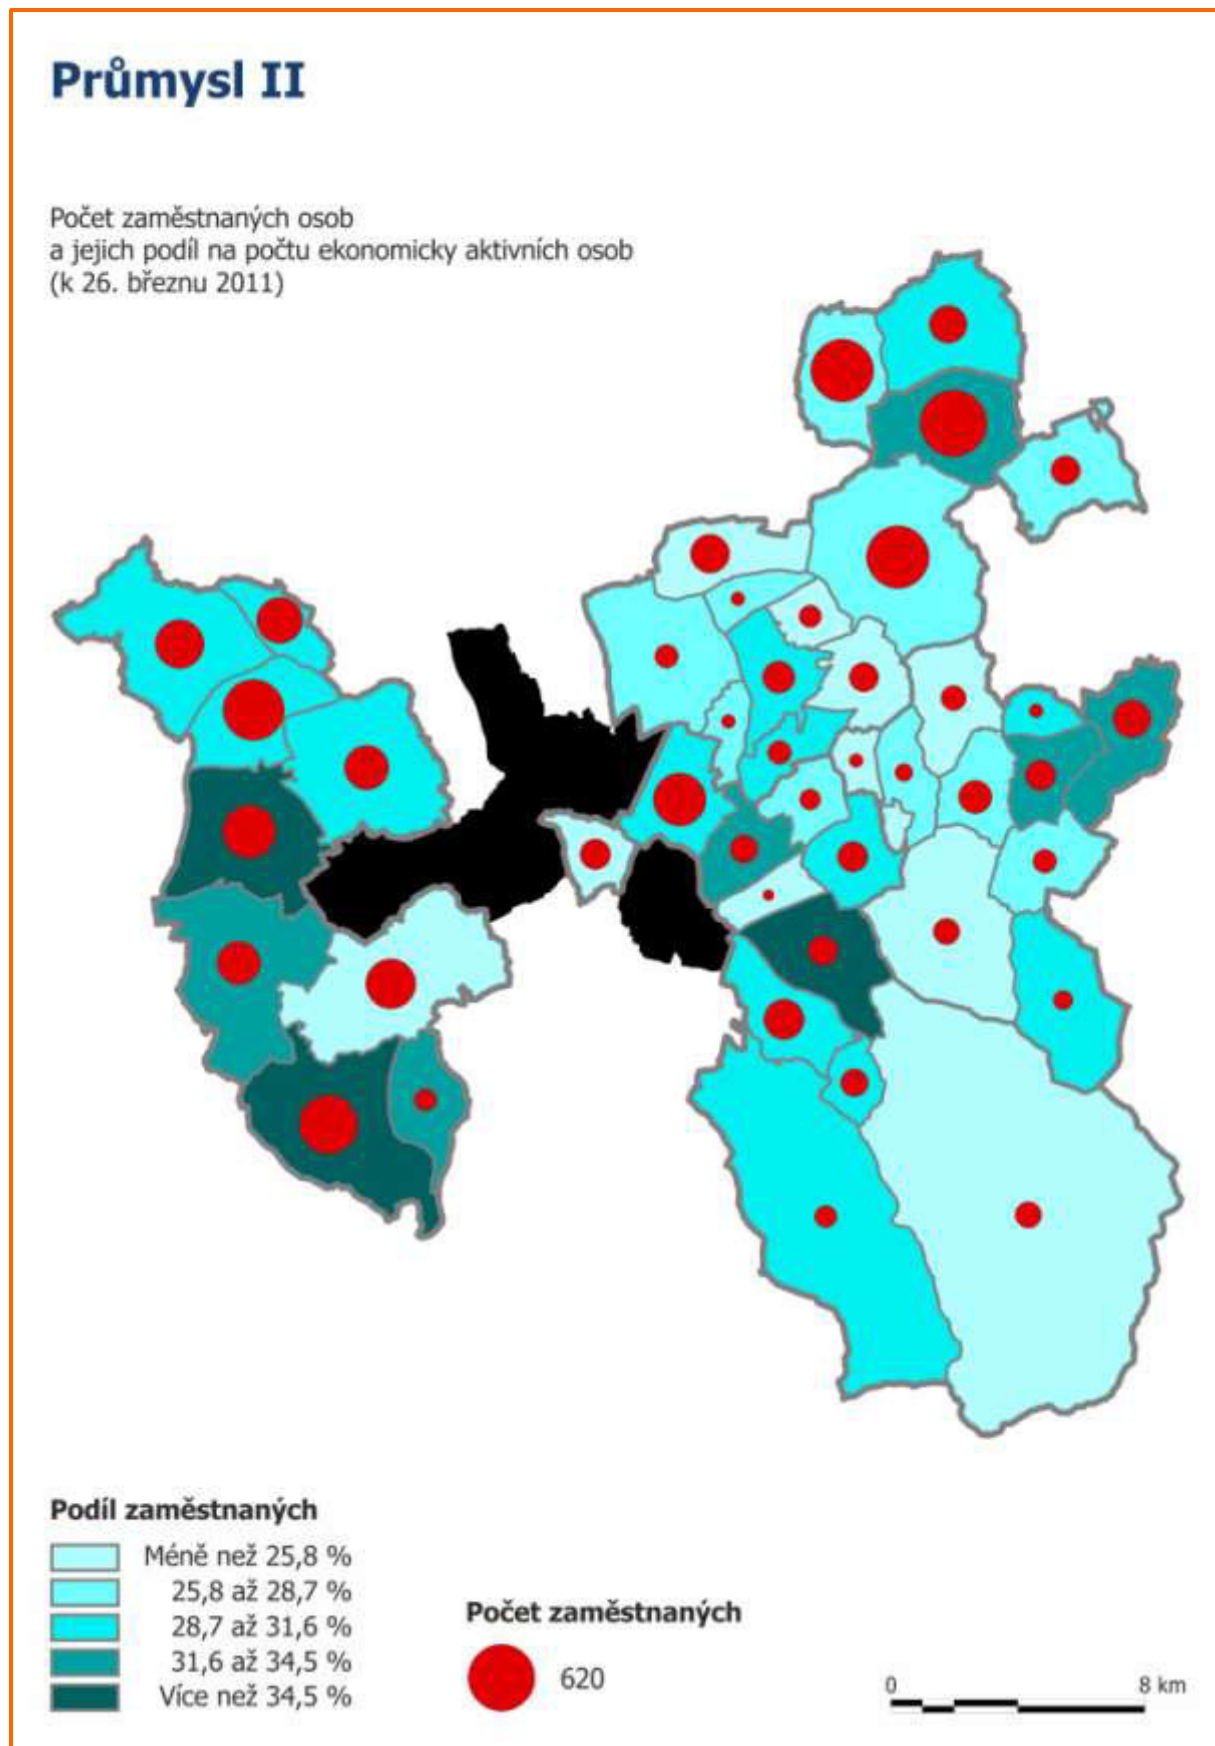 Průmysl II
Počet zaměstnaných osob
a jejich podíl na počtu ekonomicky aktivních osob
(k 26. březnu 2011)
Podíl zaměstnaných
Méně než 25,8 %
25,8 až 28,7 %
28,7 až 31,6 %
31,6 až 34,5 %
Více než 34,5 %
Počet zaměstnaných
620
0 8 km